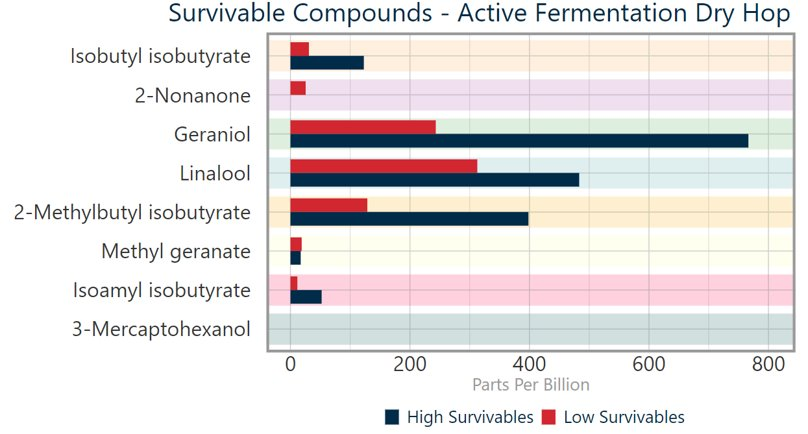 Survivable Compounds - Active Fermentation Dry Hop
Isobutyl isobutyrate
2-Nonanone
Geraniol
Linalool
2-Methylbutyl isobutyrate
Methyl geranate
Isoamyl isobutyrate
3-Mercaptohexanol
0 200 400 600 800
Parts Per Billion
High Survivables Low Survivables